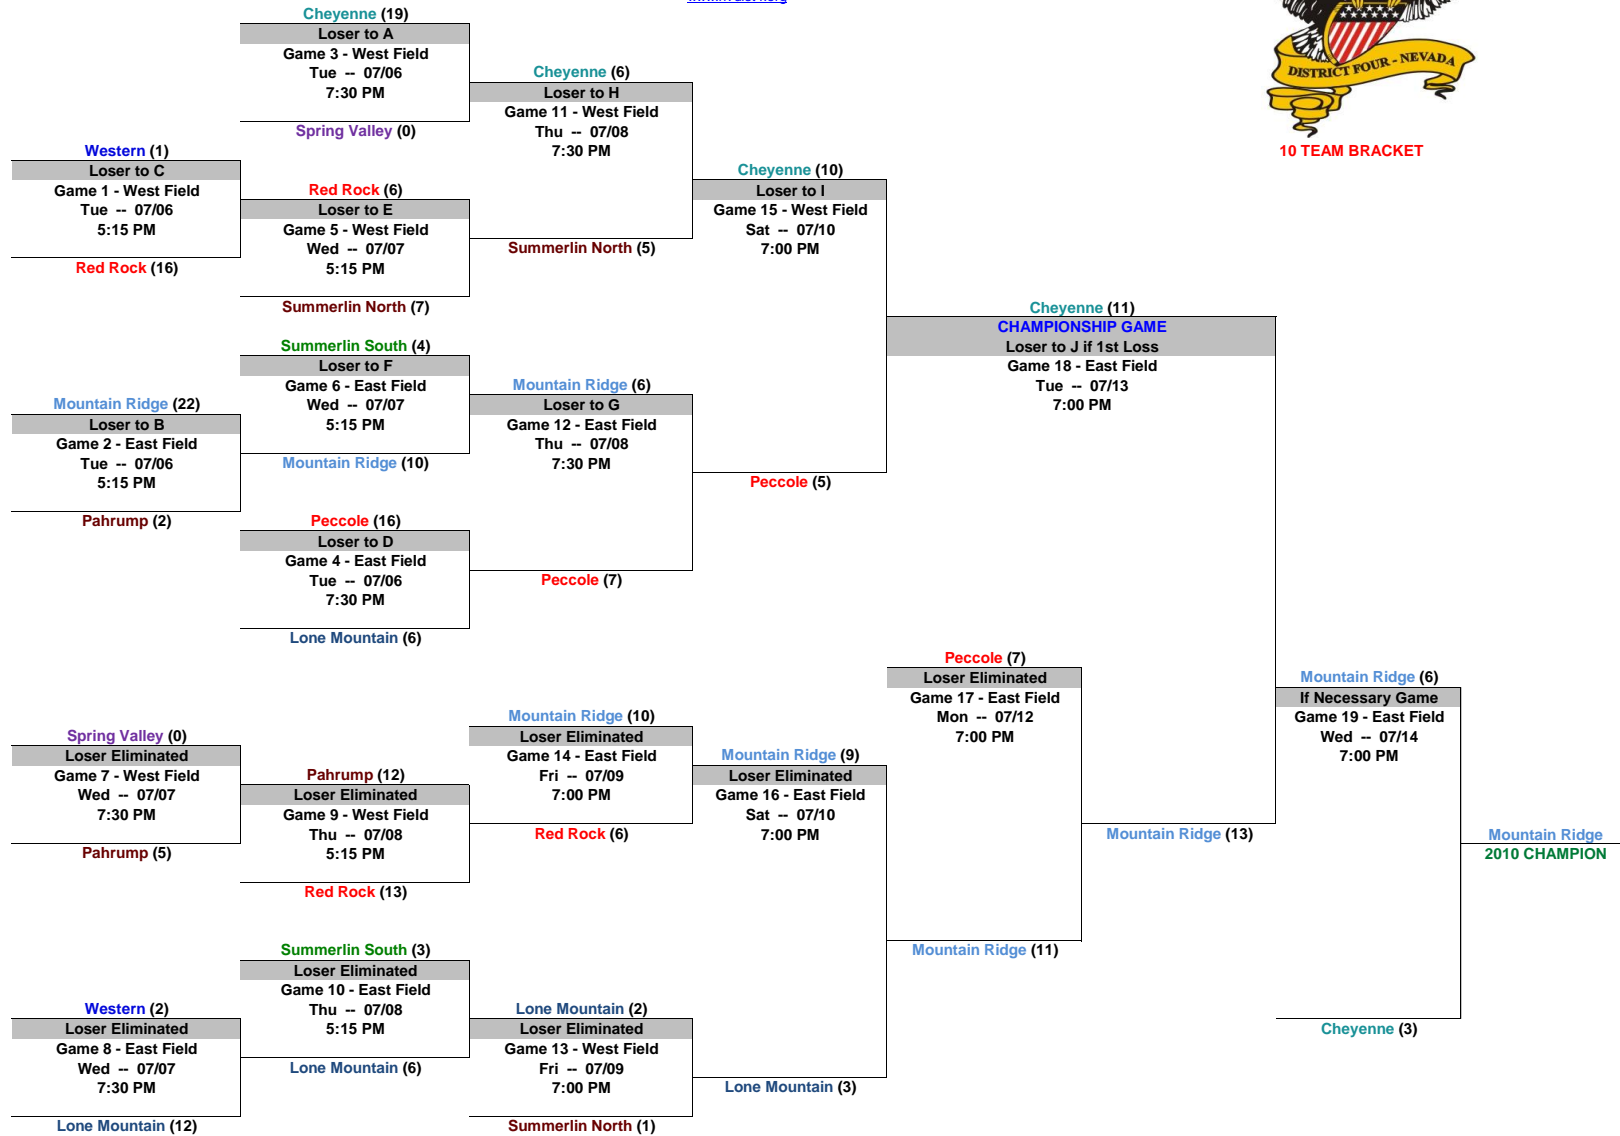 Cheyenne (19)
Loser to A
Game 3 - West Field
Tue -- 07/06
7:30 PM
Spring Valley (0)
Western (1)
Loser to C
Game 1 - West Field
Tue -- 07/06
5:15 PM
Red Rock (16)
Red Rock (6)
Loser to E
Game 5 - West Field
Wed -- 07/07
5:15 PM
Summerlin North (7)
Cheyenne (6)
Loser to H
Game 11 - West Field
Thu -- 07/08
7:30 PM
Summerlin North (5)
Cheyenne (10)
Loser to I
Game 15 - West Field
Sat -- 07/10
7:00 PM
Peccole (5)
DISTRICT FOUR - NEVADA
10 TEAM BRACKET
Summerlin South (4)
Loser to F
Game 6 - East Field
Wed -- 07/07
5:15 PM
Mountain Ridge (10)
Mountain Ridge (22)
Loser to B
Game 2 - East Field
Tue -- 07/06
5:15 PM
Pahrump (2)
Mountain Ridge (6)
Loser to G
Game 12 - East Field
Thu -- 07/08
7:30 PM
Peccole (7)
Peccole (16)
Loser to D
Game 4 - East Field
Tue -- 07/06
7:30 PM
Lone Mountain (6)
Cheyenne (11)
CHAMPIONSHIP GAME
Loser to J if 1st Loss
Game 18 - East Field
Tue -- 07/13
7:00 PM
Mountain Ridge (13)
Spring Valley (0)
Loser Eliminated
Game 7 - West Field
Wed -- 07/07
7:30 PM
Pahrump (5)
Pahrump (12)
Loser Eliminated
Game 9 - West Field
Thu -- 07/08
5:15 PM
Red Rock (13)
Mountain Ridge (10)
Loser Eliminated
Game 14 - East Field
Fri -- 07/09
7:00 PM
Red Rock (6)
Mountain Ridge (9)
Loser Eliminated
Game 16 - East Field
Sat -- 07/10
7:00 PM
Lone Mountain (3)
Peccole (7)
Loser Eliminated
Game 17 - East Field
Mon -- 07/12
7:00 PM
Mountain Ridge (11)
Mountain Ridge (6)
If Necessary Game
Game 19 - East Field
Wed -- 07/14
7:00 PM
Cheyenne (3)
Mountain Ridge
2010 CHAMPION
Summerlin South (3)
Loser Eliminated
Game 10 - East Field
Thu -- 07/08
5:15 PM
Lone Mountain (6)
Western (2)
Loser Eliminated
Game 8 - East Field
Wed -- 07/07
7:30 PM
Lone Mountain (12)
Lone Mountain (2)
Loser Eliminated
Game 13 - West Field
Fri -- 07/09
7:00 PM
Summerlin North (1)